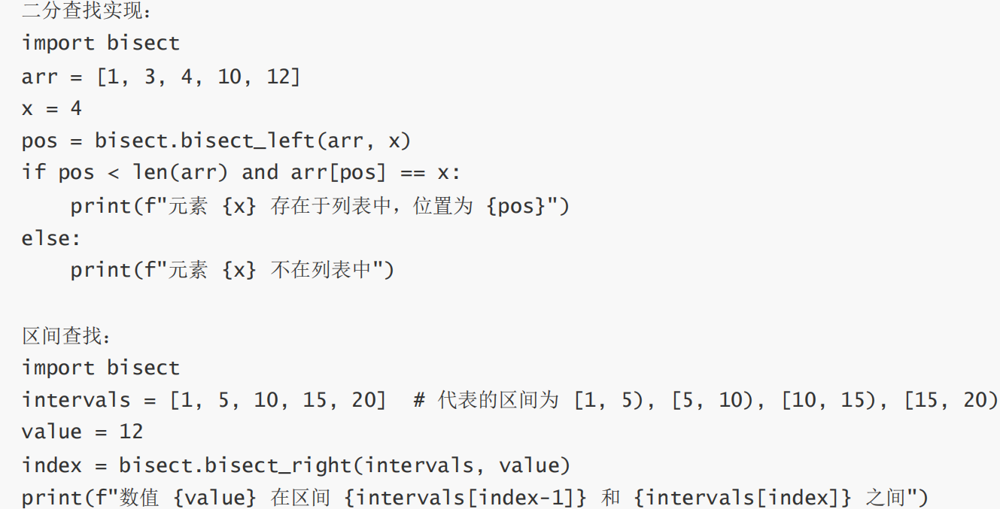 二分查找实现：
import bisect
arr = [1, 3, 4, 10, 12]
x = 4
pos = bisect.bisect_left(arr, x)
if pos < len(arr) and arr[pos] == x:
    print(f"元素 {x} 存在于列表中，位置为 {pos}")
else:
    print(f"元素 {x} 不在列表中")

区间查找：
import bisect
intervals = [1, 5, 10, 15, 20]  # 代表的区间为 [1, 5), [5, 10), [10, 15), [15, 20)
value = 12
index = bisect.bisect_right(intervals, value)
print(f"数值 {value} 在区间 {intervals[index-1]} 和 {intervals[index]} 之间")